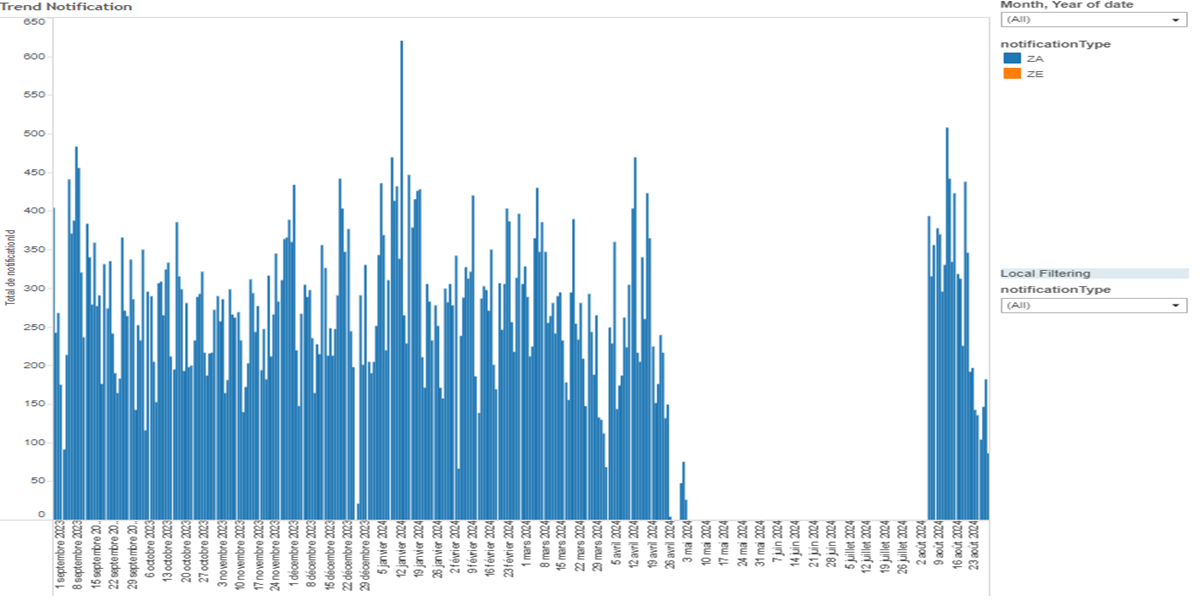 Trend Notification
Month, Year of date
(All)
notificationType
ZA
ZE
Local Filtering
notificationType
(All)
Total de notificationId
650
600
550
500
450
400
350
300
250
200
150
100
50
0
1 septembre 2023
8 septembre 2023
15 septembre 20..
22 septembre 20..
29 septembre 20..
6 octobre 2023
13 octobre 2023
20 octobre 2023
27 octobre 2023
3 novembre 2023
10 novembre 2023
17 novembre 2023
24 novembre 2023
1 décembre 2023
8 décembre 2023
15 décembre 2023
22 décembre 2023
29 décembre 2023
5 janvier 2024
12 janvier 2024
19 janvier 2024
26 janvier 2024
2 février 2024
9 février 2024
16 février 2024
23 février 2024
1 mars 2024
8 mars 2024
15 mars 2024
22 mars 2024
29 mars 2024
5 avril 2024
12 avril 2024
19 avril 2024
26 avril 2024
3 mai 2024
10 mai 2024
17 mai 2024
24 mai 2024
31 mai 2024
7 juin 2024
14 juin 2024
21 juin 2024
28 juin 2024
5 juillet 2024
12 juillet 2024
19 juillet 2024
26 juillet 2024
2 août 2024
9 août 2024
16 août 2024
23 août 2024